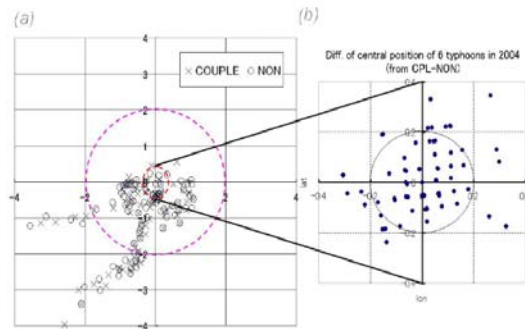 (a)
(b)
× COUPLE ○ NON
Diff. of central position of 6 typhoons in 2004
(from CPL-NON)
4
3
2
1
-4
-2
2
4
-1
-2
-3
-4
lat
lon